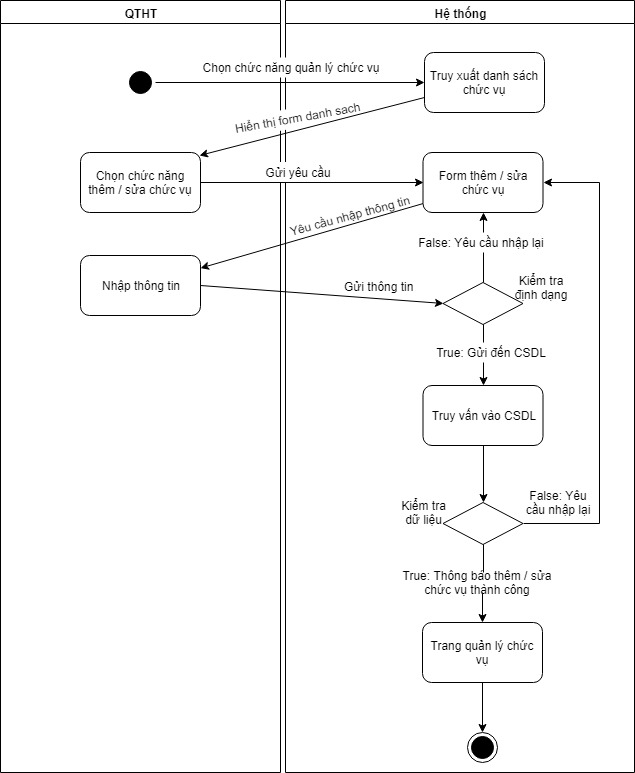 QTHT
Hệ thống
Chọn chức năng quản lý chức vụ
Truy xuất danh sách
chức vụ
Hiển thị form danh sach
Chọn chức năng
thêm / sửa chức vụ
Gửi yêu cầu
Form thêm / sửa
chức vụ
Yêu cầu nhập thông tin
False: Yêu cầu nhập lại
Nhập thông tin
Gửi thông tin
Kiểm tra
định dạng
True: Gửi đến CSDL
Truy vấn vào CSDL
Kiểm tra
dữ liệu
False: Yêu
cầu nhập lại
True: Thông báo thêm / sửa
chức vụ thành công
Trang quản lý chức
vụ